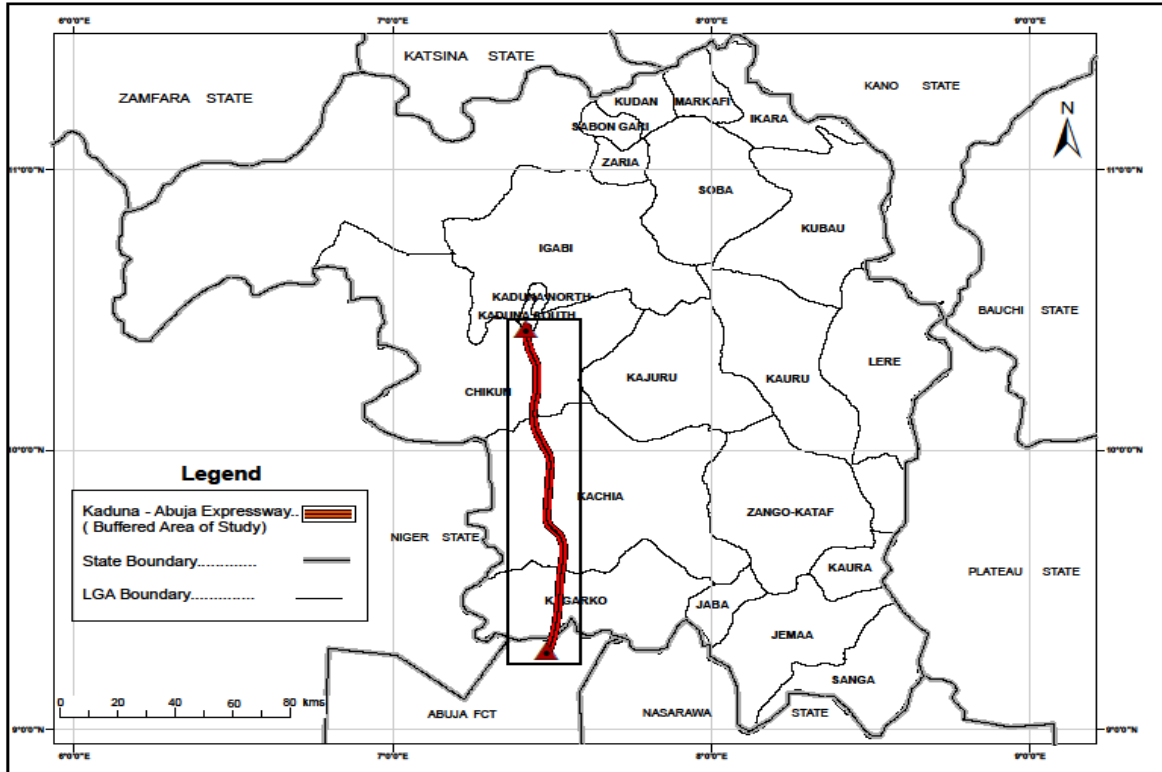 6°0'0"E 7°0'0"E 8°0'0"E 9°0'0"E
KATSINA STATE
ZAMFARA STATE
KANO STATE
KUDAN
MARKAFI
IKARA
N
SABON GARI
ZARIA
11°0'0"N 11°0'0"N
SOBA
KUBAU
IGABI
KADUNA NORTH
KADUNA SOUTH
BAUCHI STATE
KAJURU
KAURU
LERE
CHIKUN
10°0'0"N 10°0'0"N
Legend
Kaduna - Abuja Expressway..
( Buffered Area of Study)
State Boundary.............
LGA Boundary..............
KACHIA
ZANGO-KATAF
NIGER STATE
KAURA
PLATEAU STATE
KAGARKO
JABA
JEMAA
SANGA
0 20 40 60 80 kms
ABUJA FCT
NASARAWA STATE
9°0'0"N 9°0'0"N
6°0'0"E 7°0'0"E 8°0'0"E 9°0'0"E